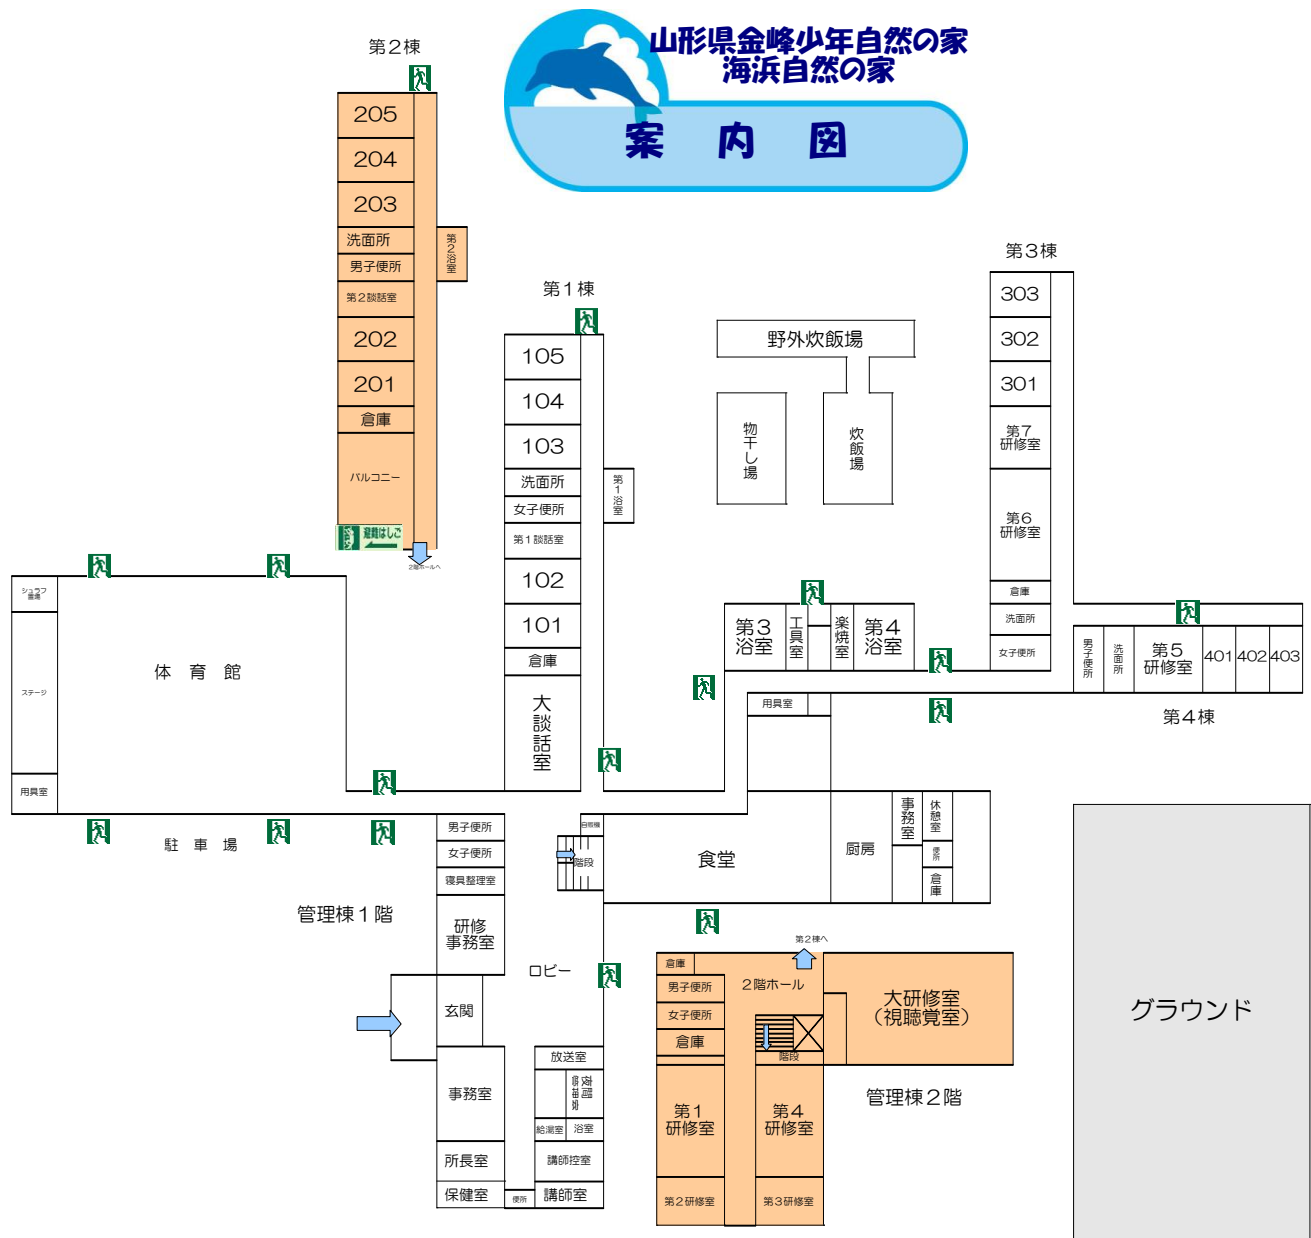 山形県金峰少年自然の家
海浜自然の家
案内図
第2棟
205
204
203
洗面所
男子便所
第2談話室
202
201
倉庫
バルコニー
第2浴室
避難はしご
2階ホールへ
第1棟
105
104
103
洗面所
女子便所
第1談話室
102
101
倉庫
大談話室
第1浴室
野外炊飯場
物干し場
炊飯場
第3棟
303
302
301
第7
研修室
第6
研修室
倉庫
洗面所
女子便所
男子便所
洗面所
第5
研修室
401
402
403
第4棟
第3
浴室
工具室
楽焼室
第4
浴室
用具室
ステージ
用具室
体育館
駐車場
男子便所
女子便所
寝具整理室
研修
事務室
管理棟1階
玄関
ロビー
自販機
階段
食堂
厨房
事務室
休憩室
便所
倉庫
事務室
所長室
保健室
便所
放送室
給湯室
浴室
講師控室
講師室
第2棟へ
倉庫
男子便所
女子便所
倉庫
2階ホール
階段
大研修室
(視聴覚室)
管理棟2階
第1
研修室
第4
研修室
第2研修室
第3研修室
グラウンド